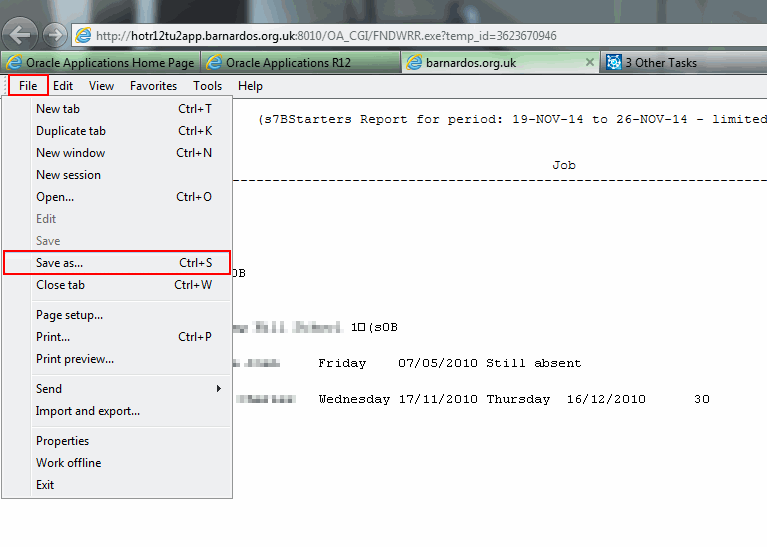 http://hotr12tu2app.barnardos.org.uk:8010/OA_CGI/FNDWRR.exe?temp_id=3623670946
Oracle Applications Home Page Oracle Applications R12 barnardos.org.uk 3 Other Tasks
File Edit View Favorites Tools Help
New tab Ctrl+T
(s7BStarters Report for period: 19-NOV-14 to 26-NOV-14 - limited
Duplicate tab Ctrl+K
New window Ctrl+N
Job
New session
Open... Ctrl+O
Edit
Save
Save as... Ctrl+S
0B
Close tab Ctrl+W
Page setup...
School 1(s0B
Print... Ctrl+P
Print preview... Friday 07/05/2010 Still absent
Send
Wednesday 17/11/2010 Thursday 16/12/2010 30
Import and export...
Properties
Work offline
Exit